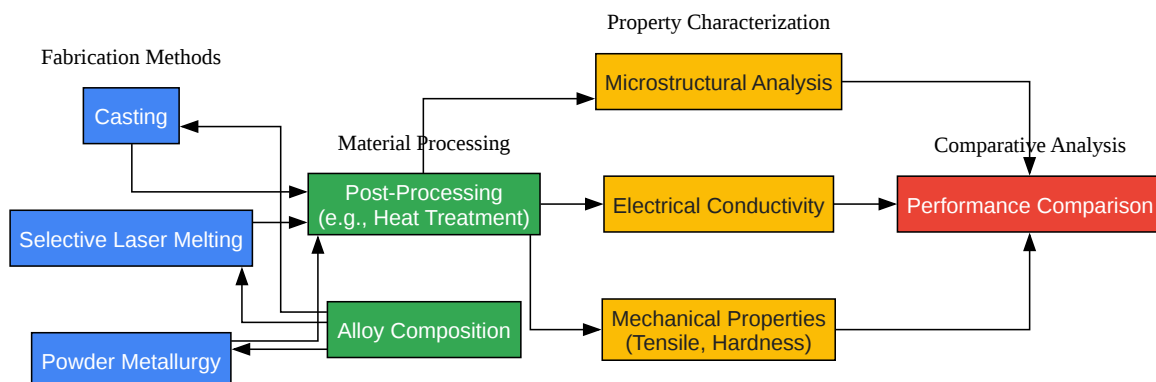 Property Characterization
Fabrication Methods
Microstructural Analysis
Casting
Material Processing
Comparative Analysis
Post-Processing
(e.g., Heat Treatment)
Electrical Conductivity
Performance Comparison
Selective Laser Melting
Alloy Composition
Mechanical Properties
(Tensile, Hardness)
Powder Metallurgy